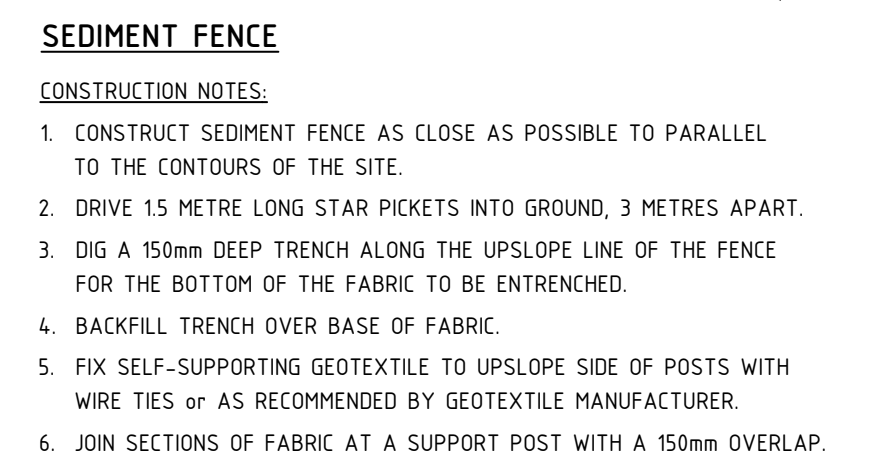 SEDIMENT FENCE
CONSTRUCTION NOTES:
1. CONSTRUCT SEDIMENT FENCE AS CLOSE AS POSSIBLE TO PARALLEL
TO THE CONTOURS OF THE SITE.
2. DRIVE 1.5 METRE LONG STAR PICKETS INTO GROUND, 3 METRES APART.
3. DIG A 150mm DEEP TRENCH ALONG THE UPSLOPE LINE OF THE FENCE
FOR THE BOTTOM OF THE FABRIC TO BE ENTRENCHED.
4. BACKFILL TRENCH OVER BASE OF FABRIC.
5. FIX SELF-SUPPORTING GEOTEXTILE TO UPSLOPE SIDE OF POSTS WITH
WIRE TIES or AS RECOMMENDED BY GEOTEXTILE MANUFACTURER.
6. JOIN SECTIONS OF FABRIC AT A SUPPORT POST WITH A 150mm OVERLAP.